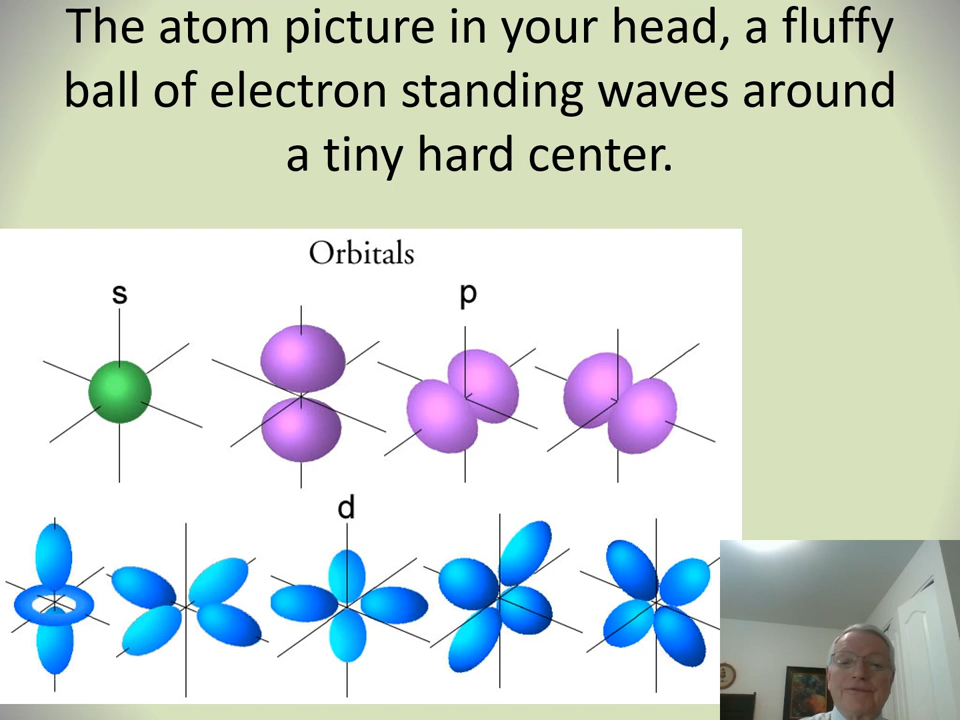 The atom picture in your head, a fluffy
ball of electron standing waves around
a tiny hard center.
Orbitals
s
p
d